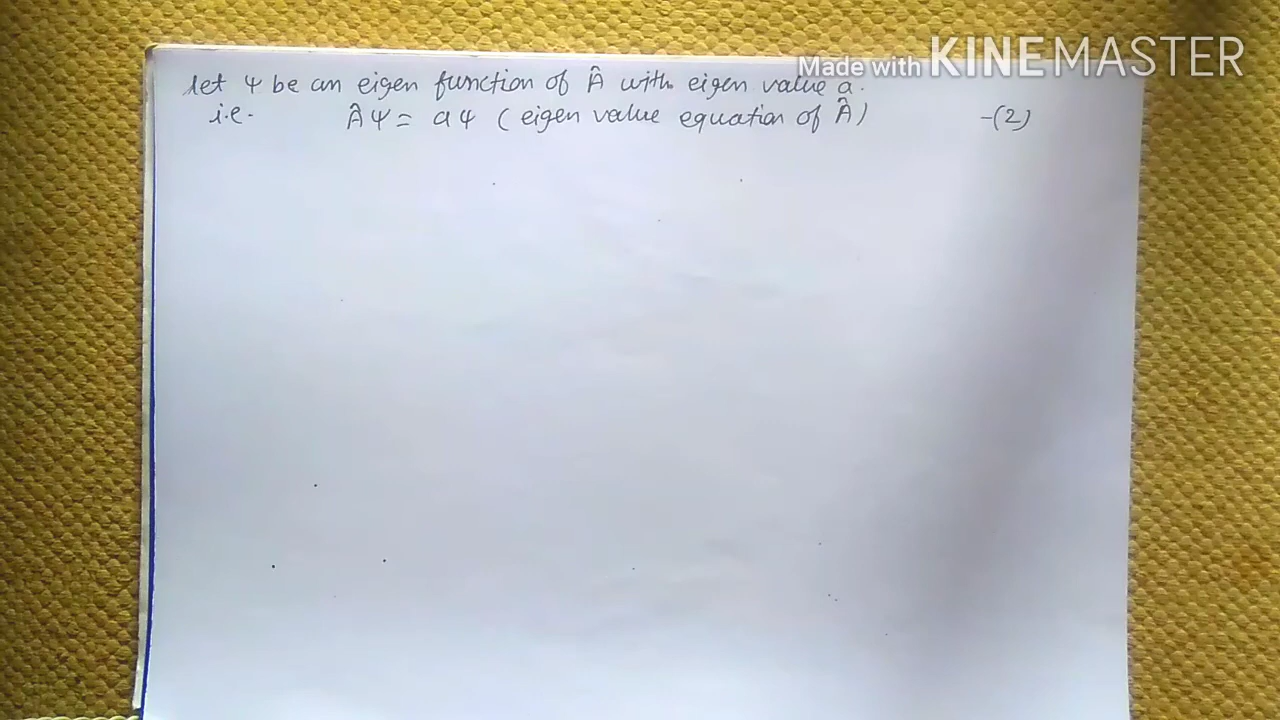 Made with KINEMASTER
let ψ be an eigen function of Â with eigen value a.
i.e. Âψ = aψ (eigen value equation of Â) -(2)